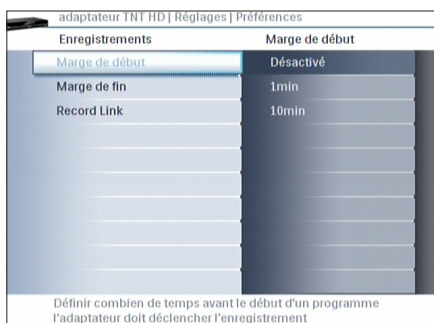 adaptateur TNT HD | Réglages | Préférences
Enregistrements Marge de début
Marge de début Désactivé
Marge de fin 1min
Record Link 10min
Définir combien de temps avant le début d'un programme
l'adaptateur doit déclencher l'enregistrement